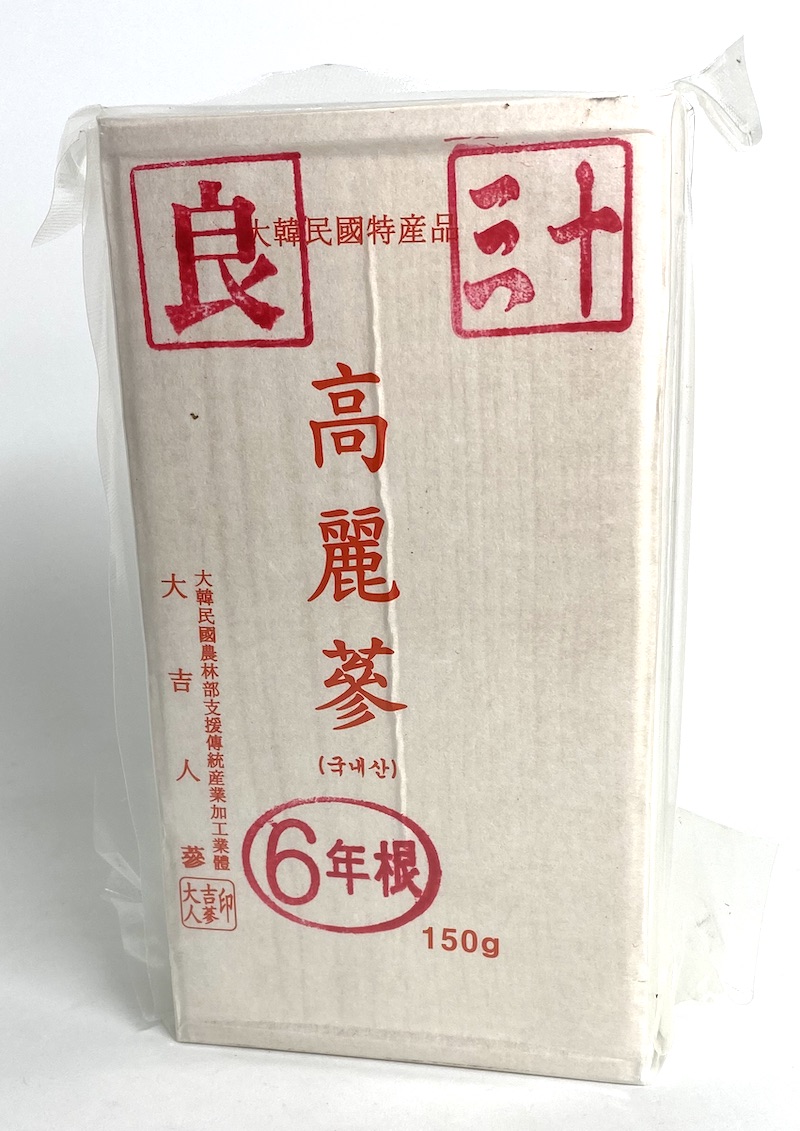 良
三十
大韓民國特産品
高麗蔘
(국내산)
大韓民國農林部支援傳統産業加工業體
大吉人蔘
大吉人蔘印
6年根
150g